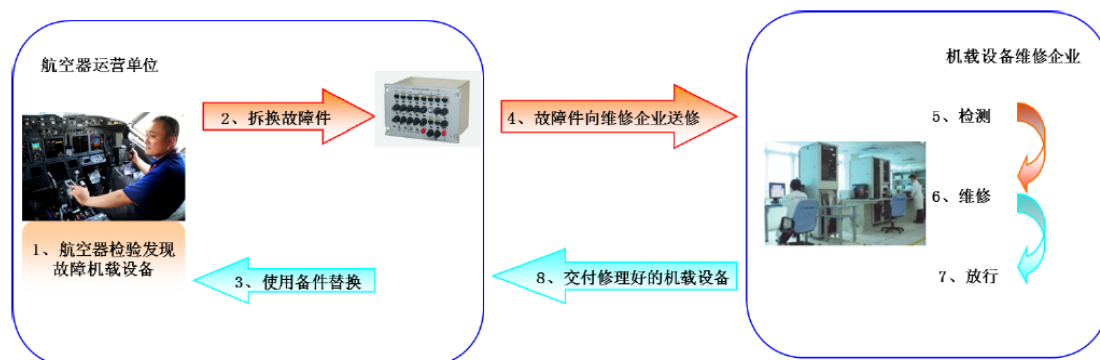 航空器运营单位
机载设备维修企业
2、拆换故障件
4、故障件向维修企业送修
5、检测
6、维修
1、航空器检验发现
故障机载设备
3、使用备件替换
8、交付修理好的机载设备
7、放行